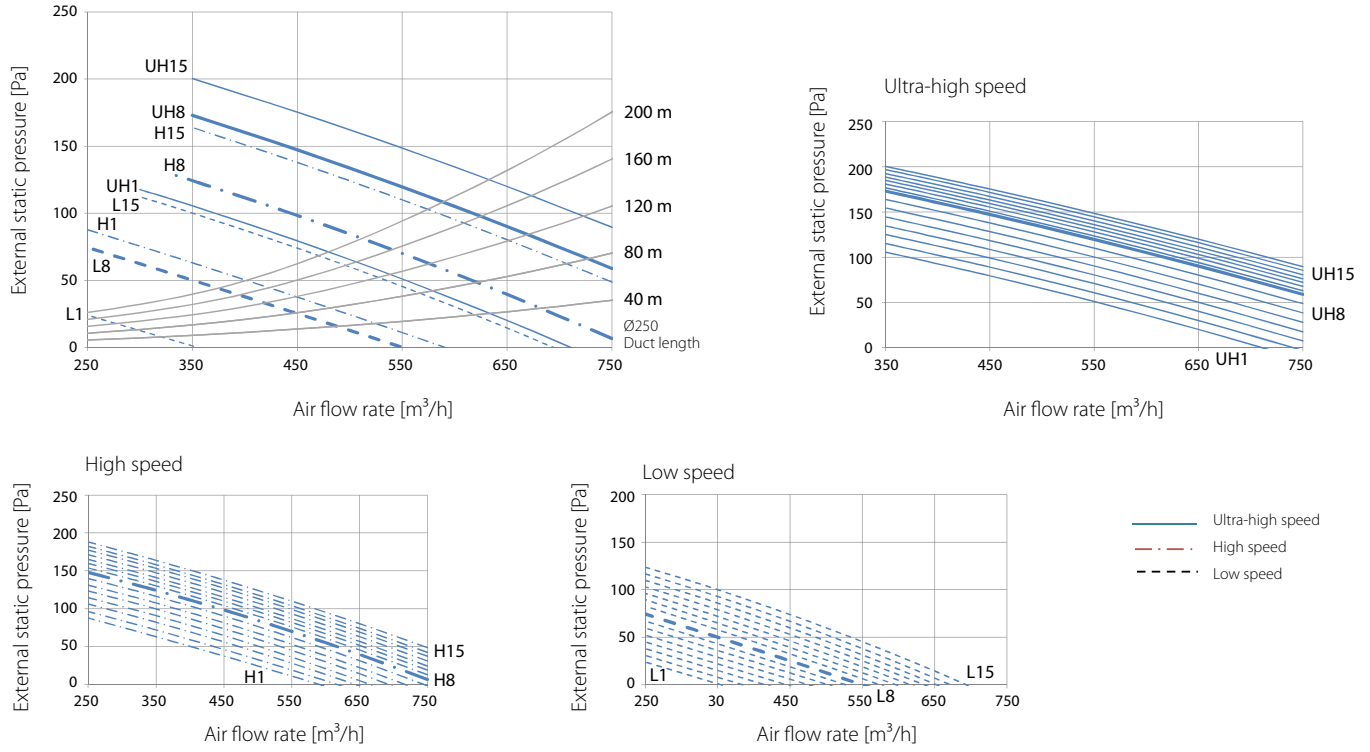 External static pressure [Pa]
250
200
150
100
50
0
UH15
UH8
H15
H8
UH1
L15
H1
L8
L1
200 m
160 m
120 m
80 m
40 m
Ø250
Duct length
250
350
450
550
650
750
Air flow rate [m³/h]
Ultra-high speed
External static pressure [Pa]
250
200
150
100
50
0
UH15
UH8
UH1
350
450
550
650
750
Air flow rate [m³/h]
High speed
External static pressure [Pa]
250
200
150
100
50
0
H15
H1
H8
250
350
450
550
650
750
Air flow rate [m³/h]
Low speed
External static pressure [Pa]
200
150
100
50
0
L1
L15
L8
250
30
450
550
650
750
Air flow rate [m³/h]
Ultra-high speed
High speed
Low speed